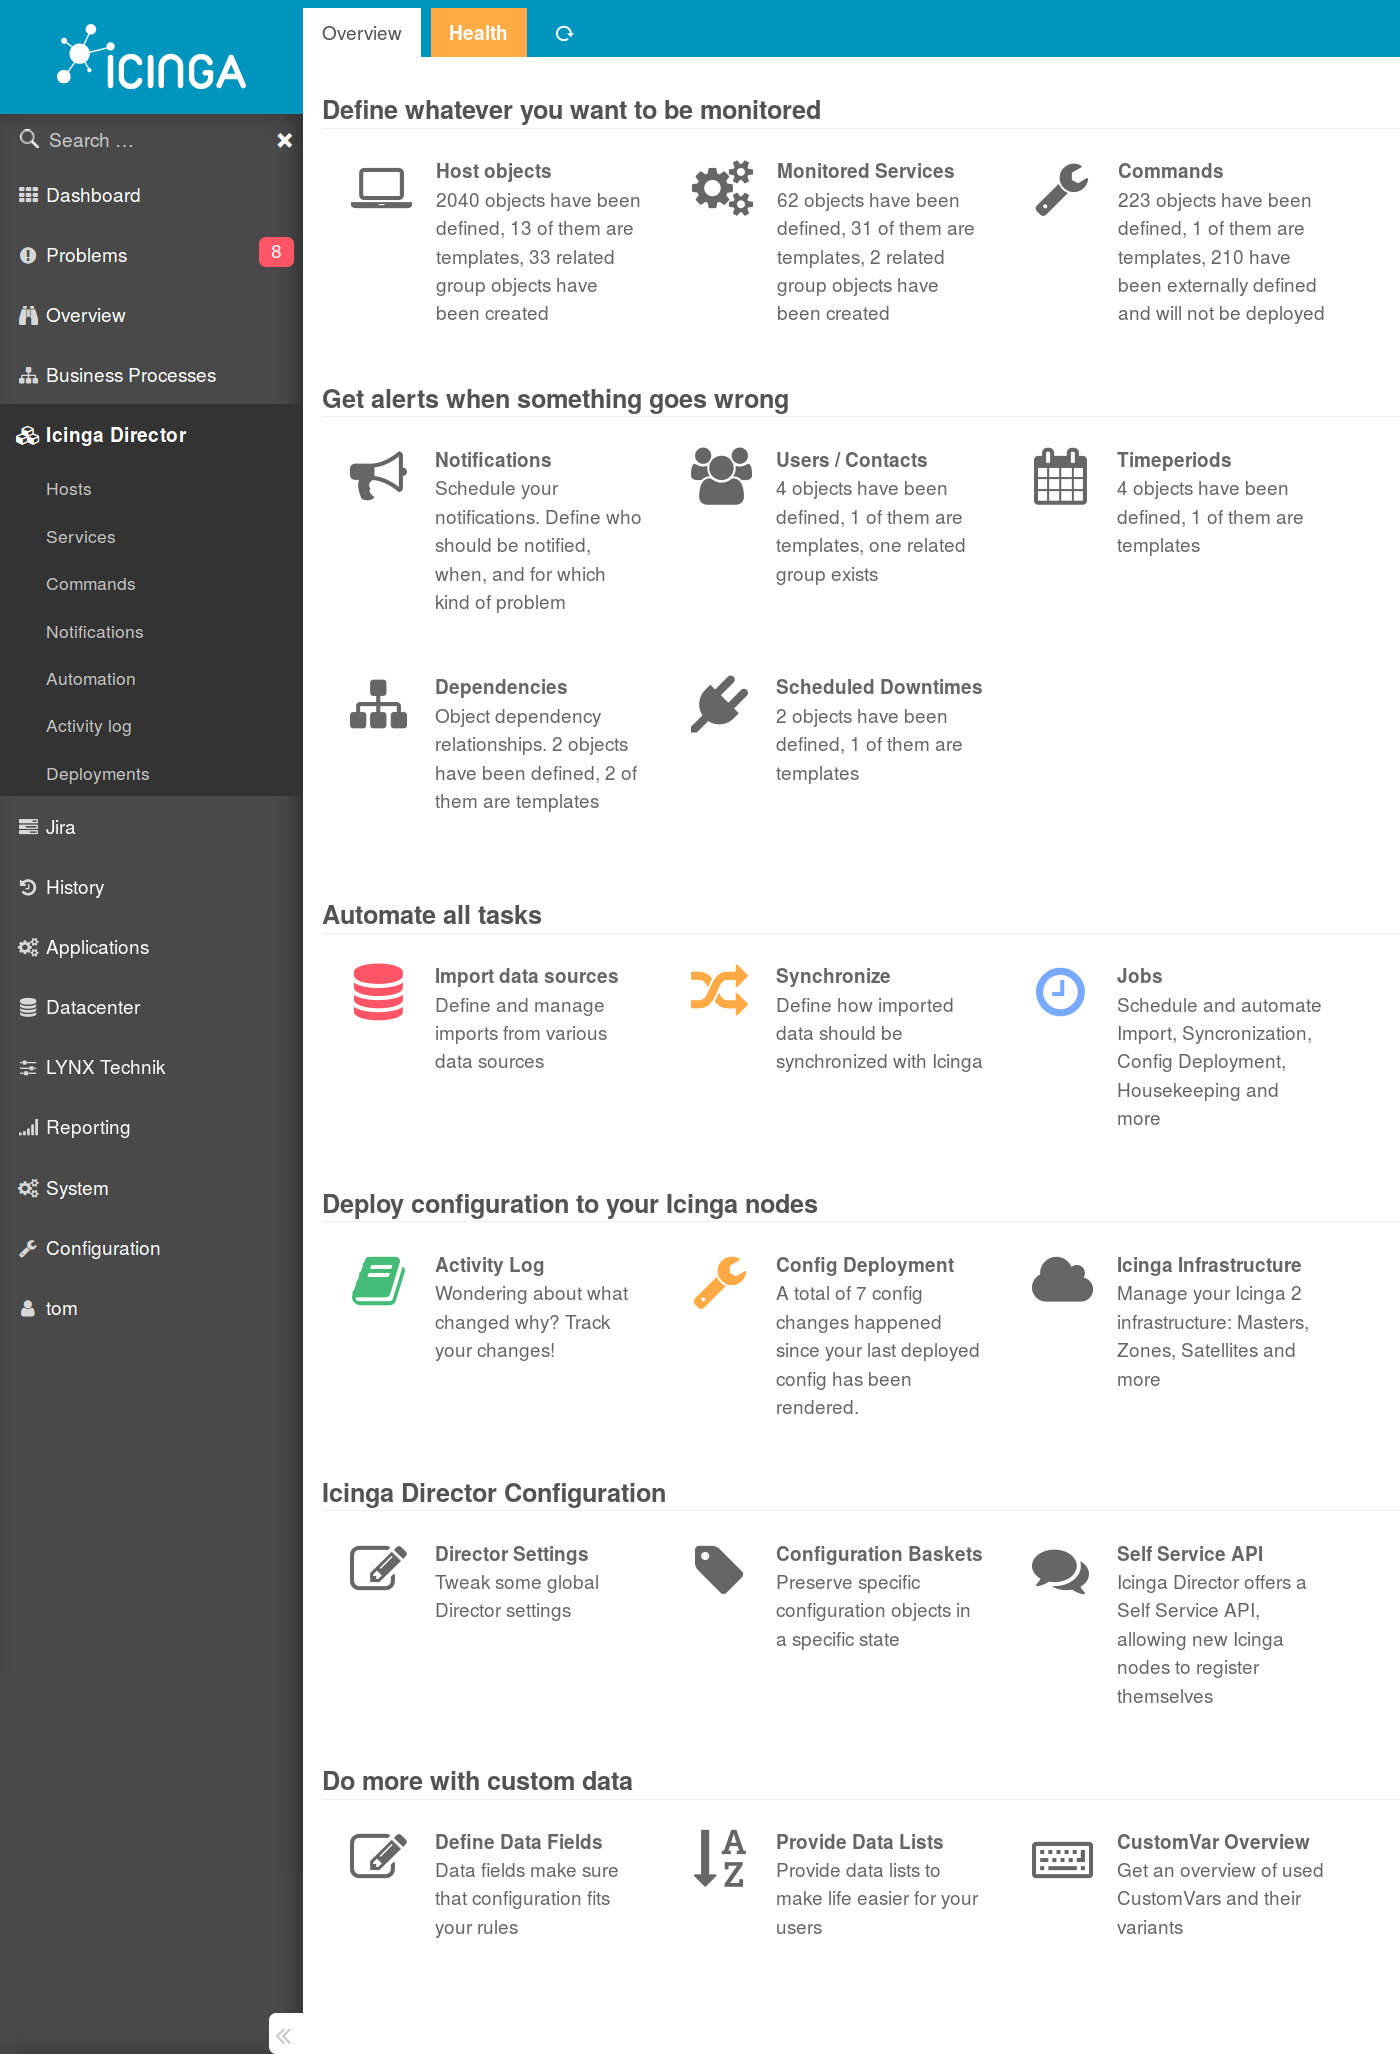 ICINGA
Search …
Dashboard
Problems
8
Overview
Business Processes
Icinga Director
Hosts
Services
Commands
Notifications
Automation
Activity log
Deployments
Jira
History
Applications
Datacenter
LYNX Technik
Reporting
System
Configuration
tom
Overview
Health
Define whatever you want to be monitored
Host objects
2040 objects have been
defined, 13 of them are
templates, 33 related
group objects have
been created
Monitored Services
62 objects have been
defined, 31 of them are
templates, 2 related
group objects have
been created
Commands
223 objects have been
defined, 1 of them are
templates, 210 have
been externally defined
and will not be deployed
Get alerts when something goes wrong
Notifications
Schedule your
notifications. Define who
should be notified,
when, and for which
kind of problem
Users / Contacts
4 objects have been
defined, 1 of them are
templates, one related
group exists
Timeperiods
4 objects have been
defined, 1 of them are
templates
Dependencies
Object dependency
relationships. 2 objects
have been defined, 2 of
them are templates
Scheduled Downtimes
2 objects have been
defined, 1 of them are
templates
Automate all tasks
Import data sources
Define and manage
imports from various
data sources
Synchronize
Define how imported
data should be
synchronized with Icinga
Jobs
Schedule and automate
Import, Syncronization,
Config Deployment,
Housekeeping and
more
Deploy configuration to your Icinga nodes
Activity Log
Wondering about what
changed why? Track
your changes!
Config Deployment
A total of 7 config
changes happened
since your last deployed
config has been
rendered.
Icinga Infrastructure
Manage your Icinga 2
infrastructure: Masters,
Zones, Satellites and
more
Icinga Director Configuration
Director Settings
Tweak some global
Director settings
Configuration Baskets
Preserve specific
configuration objects in
a specific state
Self Service API
Icinga Director offers a
Self Service API,
allowing new Icinga
nodes to register
themselves
Do more with custom data
Define Data Fields
Data fields make sure
that configuration fits
your rules
A
Z
Provide Data Lists
Provide data lists to
make life easier for your
users
CustomVar Overview
Get an overview of used
CustomVars and their
variants